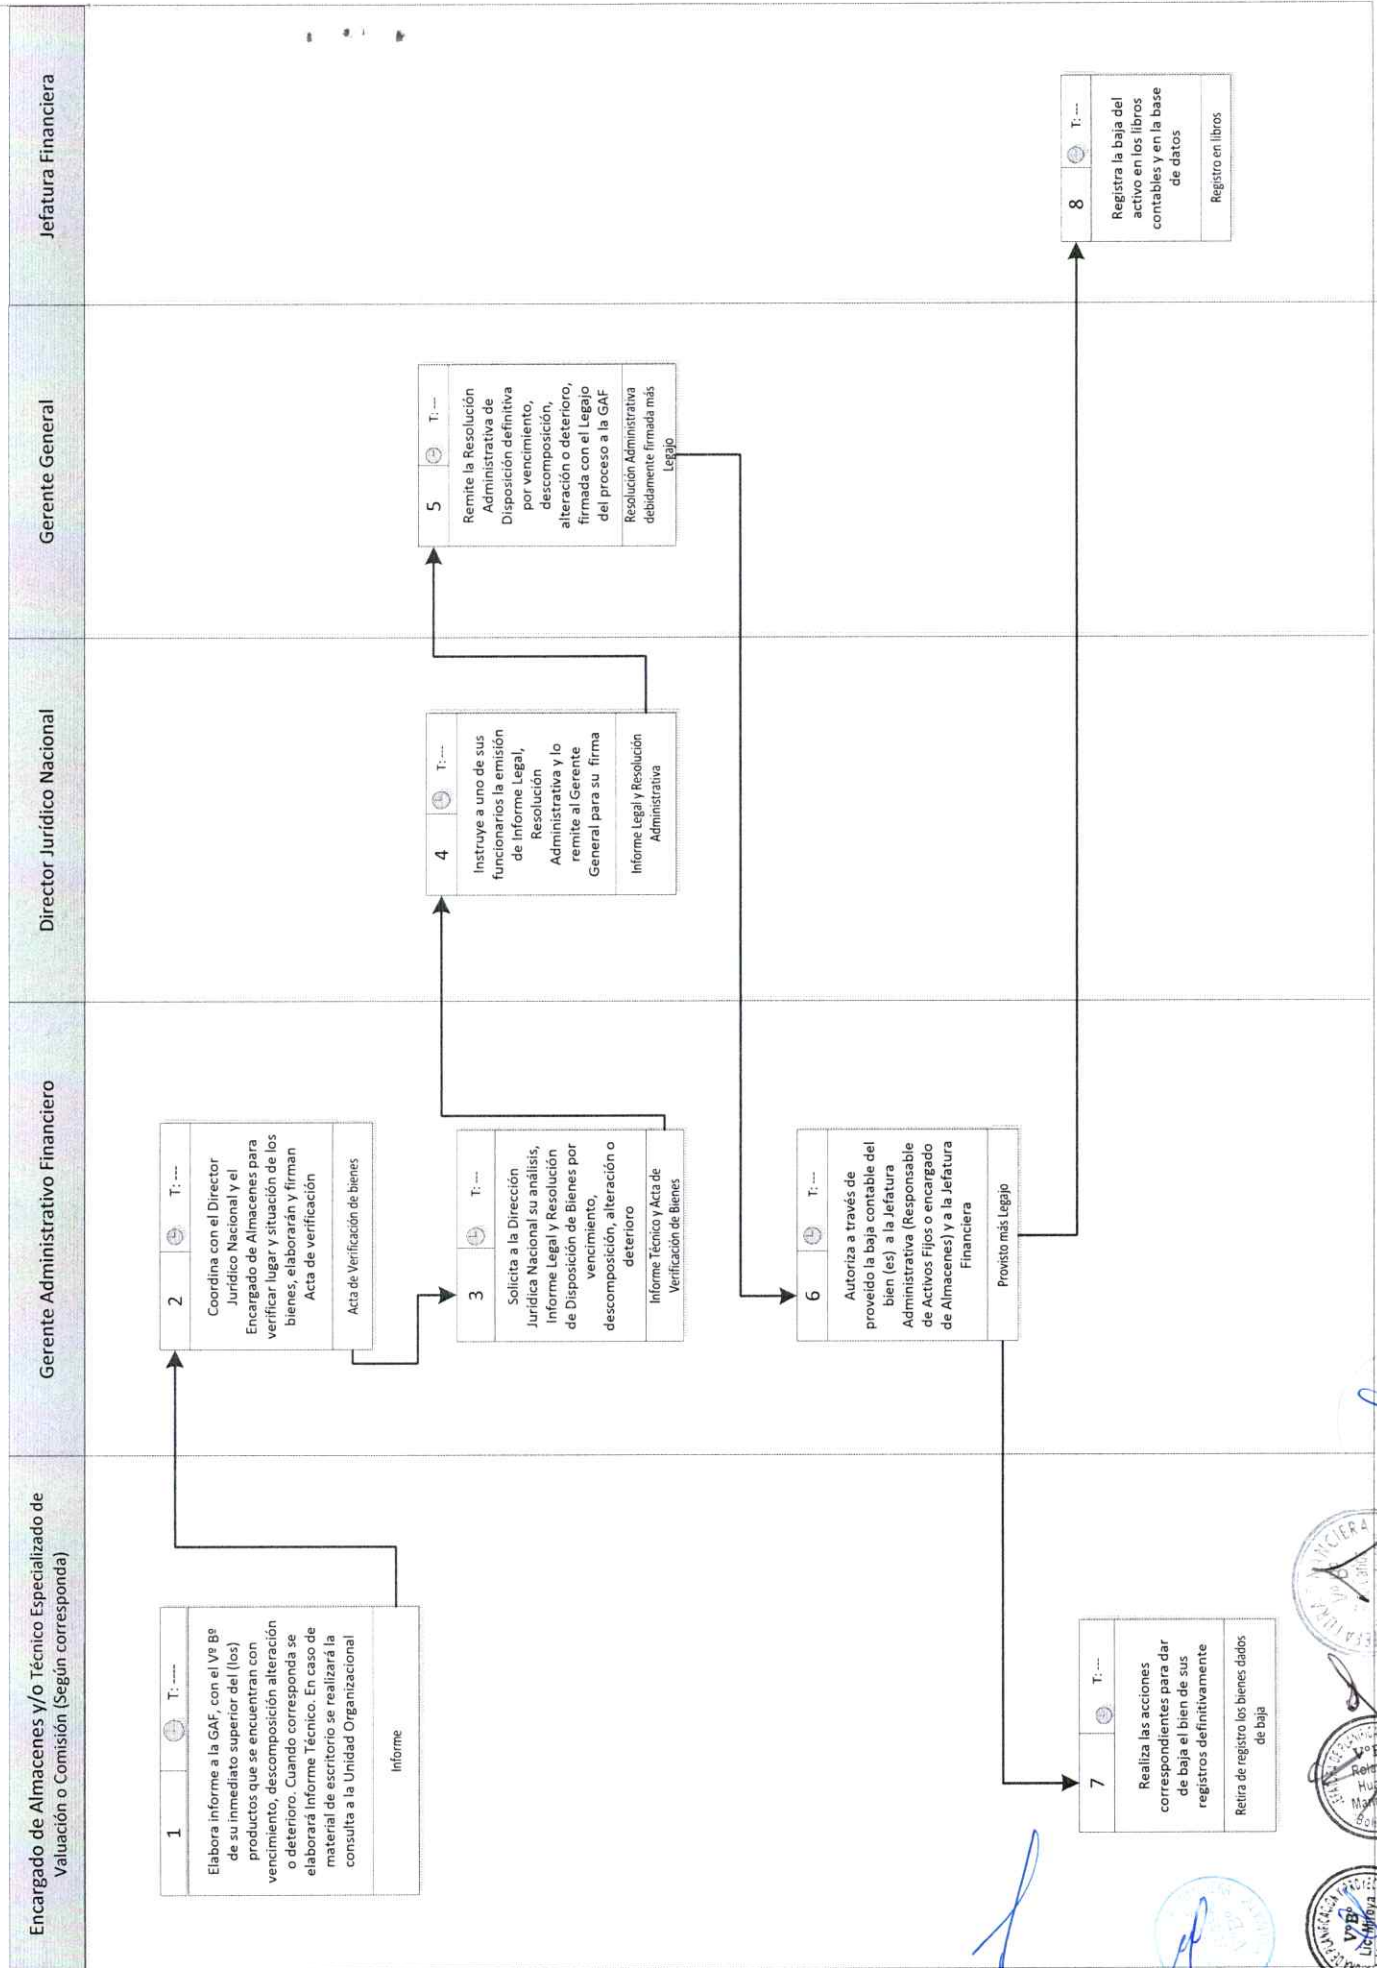 Encargado de Almacenes y/o Técnico Especializado de
Valuación o Comisión (Según corresponda)
Gerente Administrativo Financiero
Director Jurídico Nacional
Gerente General
Jefatura Financiera
1
T: ----
Elabora informe a la GAF, con el Vº Bº
de su inmediato superior del (los)
productos que se encuentran con
vencimiento, descomposición alteración
o deterioro. Cuando corresponda se
elaborará Informe Técnico. En caso de
material de escritorio se realizará la
consulta a la Unidad Organizacional
Informe
2
T: ---
Coordina con el Director
Jurídico Nacional y el
Encargado de Almacenes para
verificar lugar y situación de los
bienes, elaborarán y firman
Acta de verificación
Acta de Verificación de bienes
3
T: ---
Solicita a la Dirección
Jurídica Nacional su análisis,
Informe Legal y Resolución
de Disposición de Bienes por
vencimiento,
descomposición, alteración o
deterioro
Informe Técnico y Acta de
Verificación de Bienes
4
T: ---
Instruye a uno de sus
funcionarios la emisión
de Informe Legal,
Resolución
Administrativa y lo
remite al Gerente
General para su firma
Informe Legal y Resolución
Administrativa
5
T: ---
Remite la Resolución
Administrativa de
Disposición definitiva
por vencimiento,
descomposición,
alteración o deterioro,
firmada con el Legajo
del proceso a la GAF
Resolución Administrativa
debidamente firmada más
Legajo
6
T: ---
Autoriza a través de
proveído la baja contable del
bien (es) a la Jefatura
Administrativa (Responsable
de Activos Fijos o encargado
de Almacenes) y a la Jefatura
Financiera
Provisto más Legajo
7
T: ---
Realiza las acciones
correspondientes para dar
de baja el bien de sus
registros definitivamente
Retira de registro los bienes dados
de baja
8
T: ---
Registra la baja del
activo en los libros
contables y en la base
de datos
Registro en libros
VºBº
Lic.